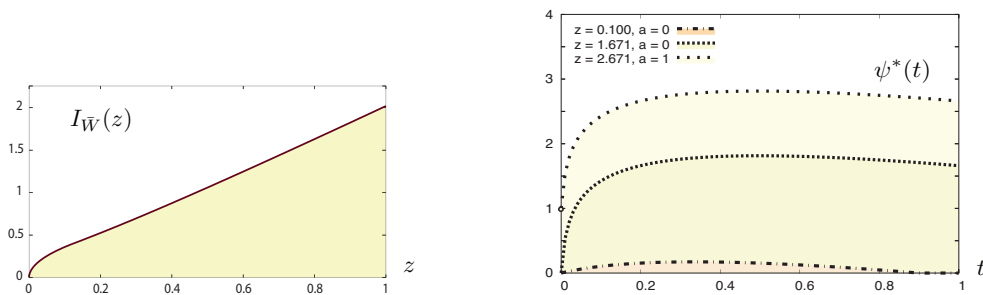 I_{\bar{W}}(z)
2
1.5
1
0.5
0
0 0.2 0.4 0.6 0.8 1
z
4
3
2
1
0
z = 0.100, a = 0
z = 1.671, a = 0
z = 2.671, a = 1
ψ*(t)
0 0.2 0.4 0.6 0.8 1
t